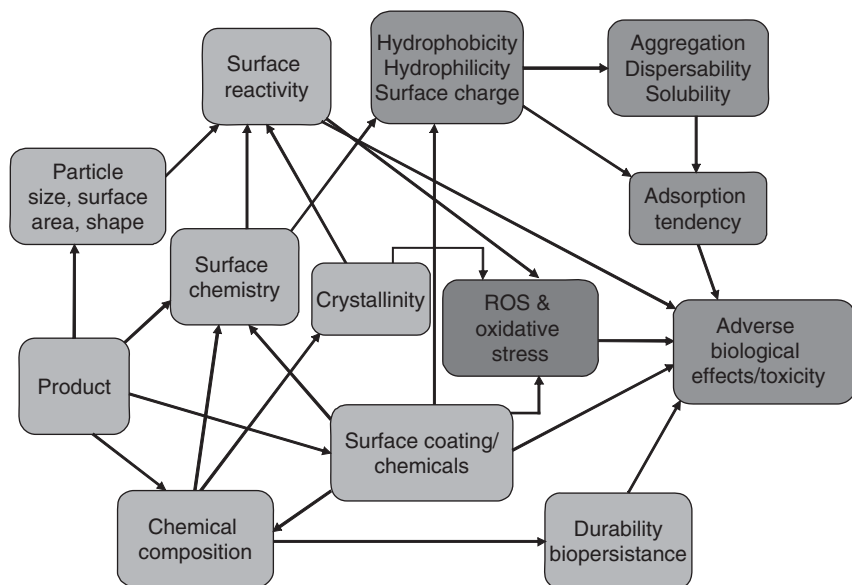 Surface
reactivity
Hydrophobicity
Hydrophilicity
Surface charge
Aggregation
Dispersability
Solubility
Particle
size, surface
area, shape
Adsorption
tendency
Surface
chemistry
Crystallinity
ROS &
oxidative
stress
Adverse
biological
effects/toxicity
Product
Surface coating/
chemicals
Chemical
composition
Durability
biopersistance